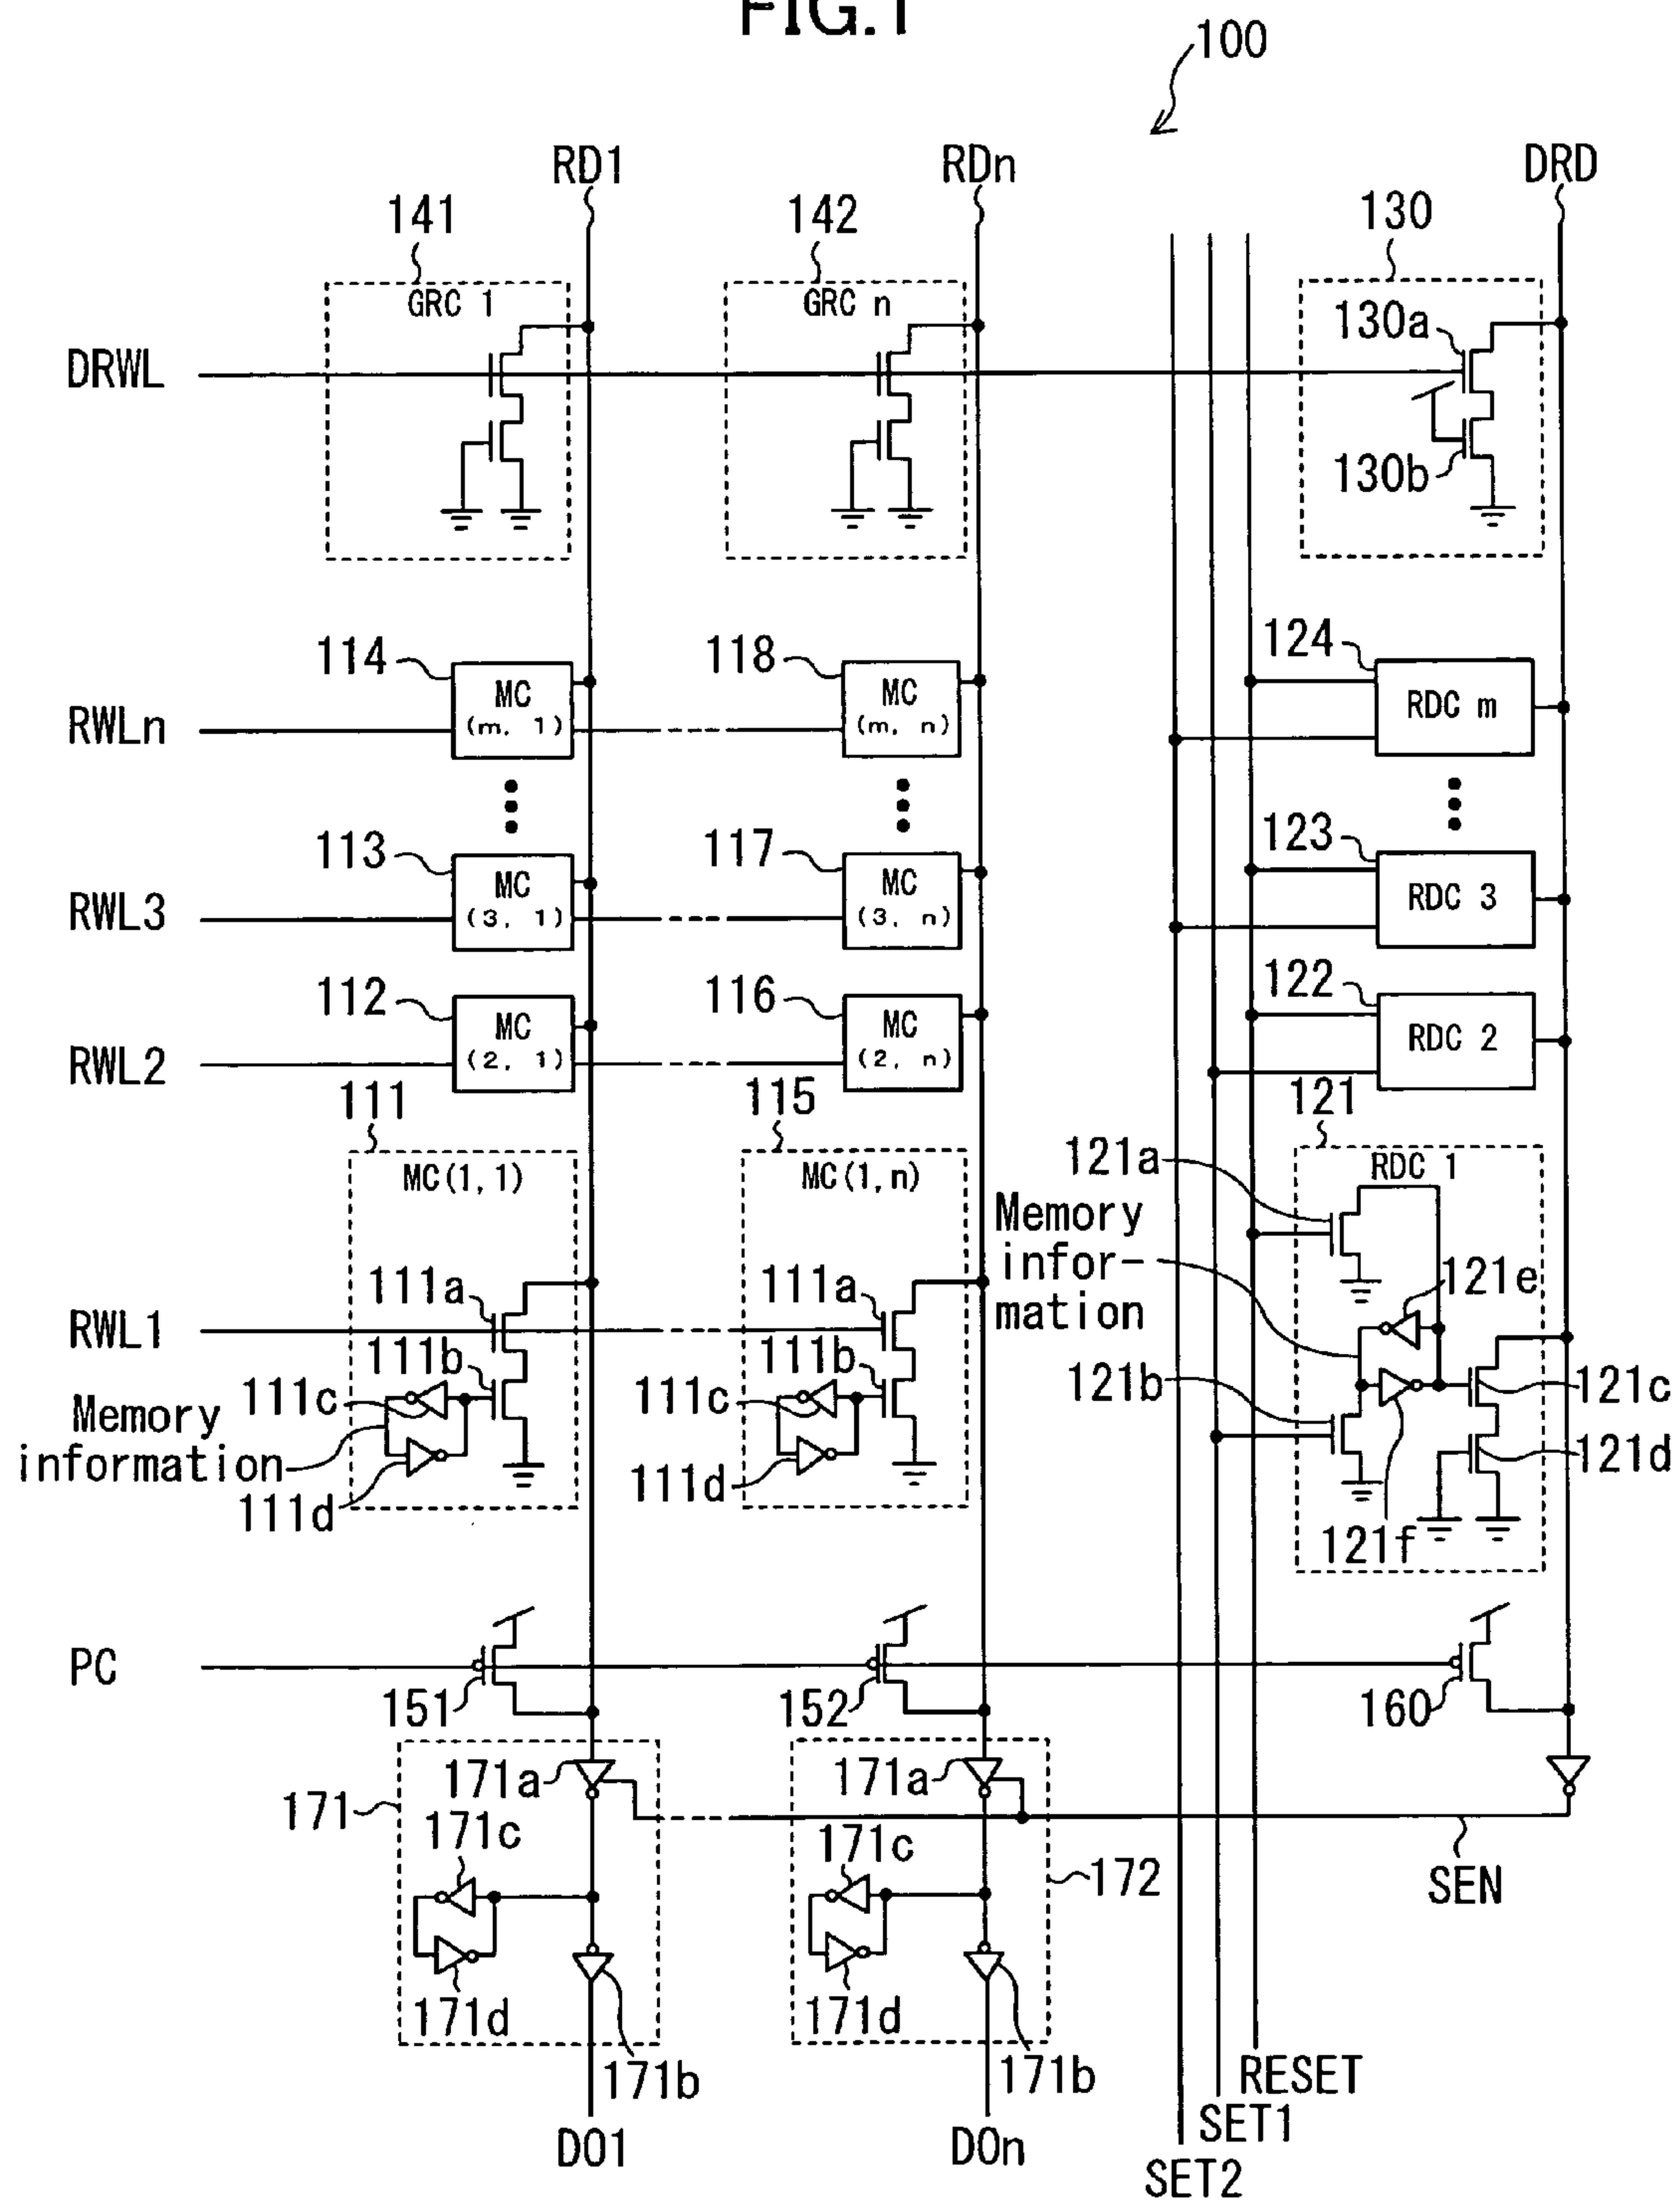 FIG.1
100
RD1
RDn
DRD
141
142
130
GRC 1
GRC n
130a
DRWL
130b
114
118
124
MC
(m, 1)
MC
(m, n)
RDC m
RWLn
113
117
123
MC
(3, 1)
MC
(3, n)
RDC 3
RWL3
112
116
122
MC
(2, 1)
MC
(2, n)
RDC 2
RWL2
111
115
121
MC(1,1)
MC(1,n)
121a
RDC 1
Memory
infor-
mation
111a
111a
121e
RWL1
111b
111b
111c
111c
121b
121c
Memory
information
111d
111d
121d
121f
PC
151
152
160
171a
171a
171
171c
171c
172
SEN
171d
171d
171b
171b
RESET
SET1
SET2
DO1
DOn